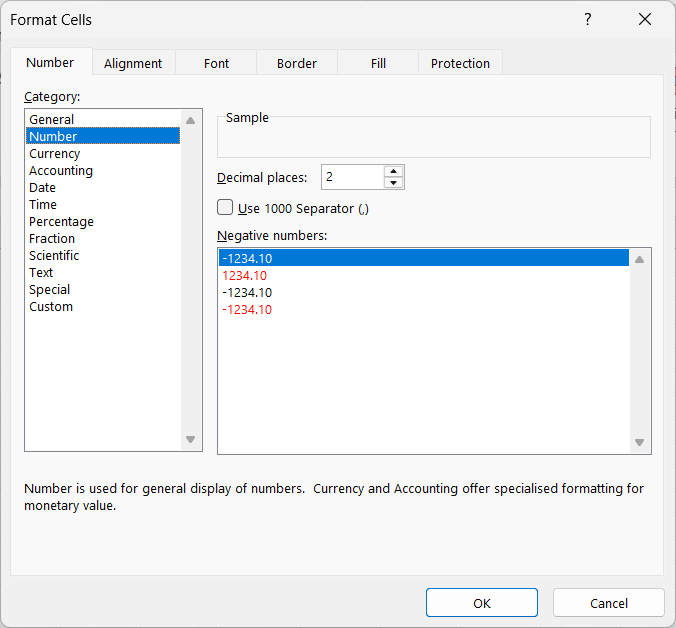 Format Cells
?
Number Alignment Font Border Fill Protection
Category:
General
Number
Currency
Accounting
Date
Time
Percentage
Fraction
Scientific
Text
Special
Custom
Sample
Decimal places: 2
Use 1000 Separator (,)
Negative numbers:
-1234.10
1234.10
-1234.10
-1234.10
Number is used for general display of numbers.  Currency and Accounting offer specialised formatting for
monetary value.
OK Cancel